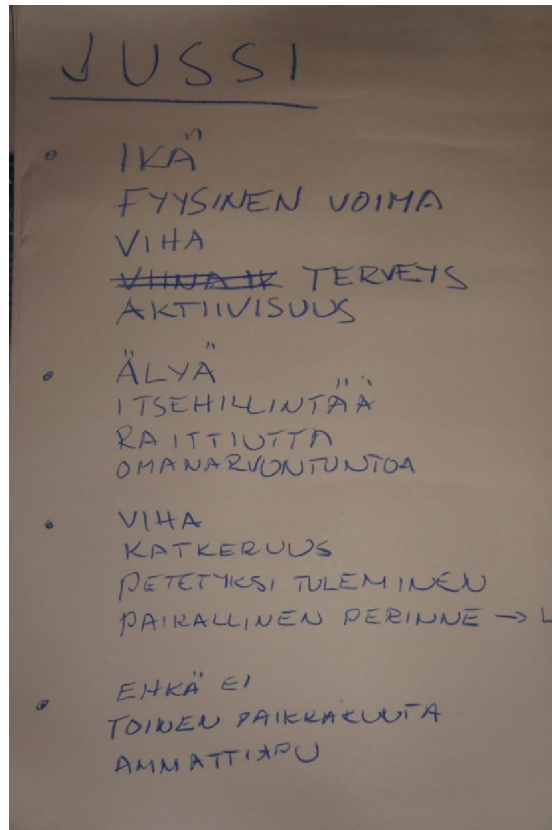 JUSSI
• IKÄ
FYYSINEN VOIMA
VIHA
TERVEYS
AKTIIVISUUS
• ÄLYÄ
ITSEHILLINTÄÄ
RAITTIUTTA
OMANARVONTUNTOA
• VIHA
KATKERUUS
PETETYKSI TULEMINEN
PAIKALLINEN PERINNE →
• EHKÄ EI
TOINEN PAIKKAKUNTA
AMMATTIAPU